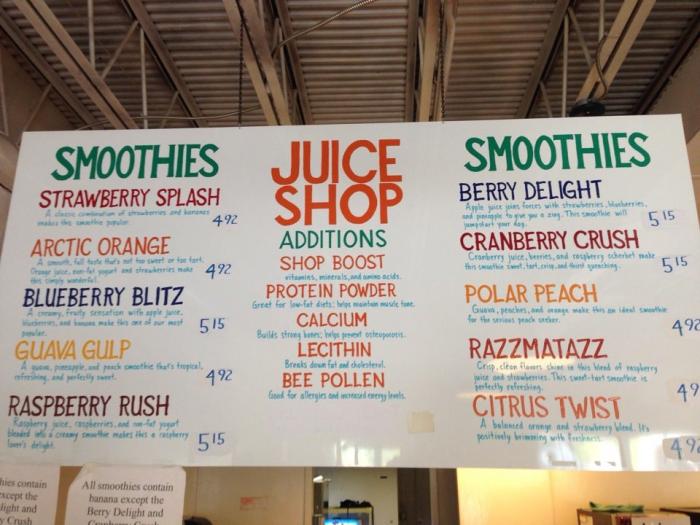 SMOOTHIES
STRAWBERRY SPLASH
A classic combination of strawberries and bananas
makes this smoothie popular.
4 92
ARCTIC ORANGE
A smooth, full taste that's not too sweet or too tart.
Orange juice, non-fat yogurt and strawberries make
this simply wonderful.
4 92
BLUEBERRY BLITZ
A creamy, fruity sensation with apple juice,
blueberries, and banana make this one of our most
popular.
5 15
GUAVA GULP
A guava, pineapple, and peach smoothie that's tropical,
refreshing, and perfectly sweet.
4 92
RASPBERRY RUSH
Raspberry juice, raspberries, and non-fat yogurt
blended into a creamy smoothie makes this a raspberry
lover's delight.
5 15
JUICE
SHOP
ADDITIONS
SHOP BOOST
vitamins, minerals, and amino acids.
PROTEIN POWDER
Great for low-fat diets; helps maintain muscle tone.
CALCIUM
Builds strong bones; helps prevent osteoporosis.
LECITHIN
Breaks down fat and cholesterol.
BEE POLLEN
Good for allergies and increased energy levels.
SMOOTHIES
BERRY DELIGHT
Apple juice joins forces with strawberries, blueberries,
and pineapple to give you a zing. This smoothie will
jumpstart your day.
5 15
CRANBERRY CRUSH
Cranberry juice, berries, and raspberry sherbet make
this smoothie sweet, tart, crisp, and thirst quenching.
5 15
POLAR PEACH
Guava, peaches, and orange make this an ideal smoothie
for the serious peach seeker.
4 92
RAZZMATAZZ
Crisp, clean flavors shine in this blend of raspberry
juice and strawberries. This sweet-tart smoothie is
perfectly refreshing.
4 9
CITRUS TWIST
A balanced orange and strawberry blend. It's
positively brimming with freshness.
4 9
contain
except the
and
Crush
All smoothies contain
banana except the
Berry Delight and
Cranberry Crush